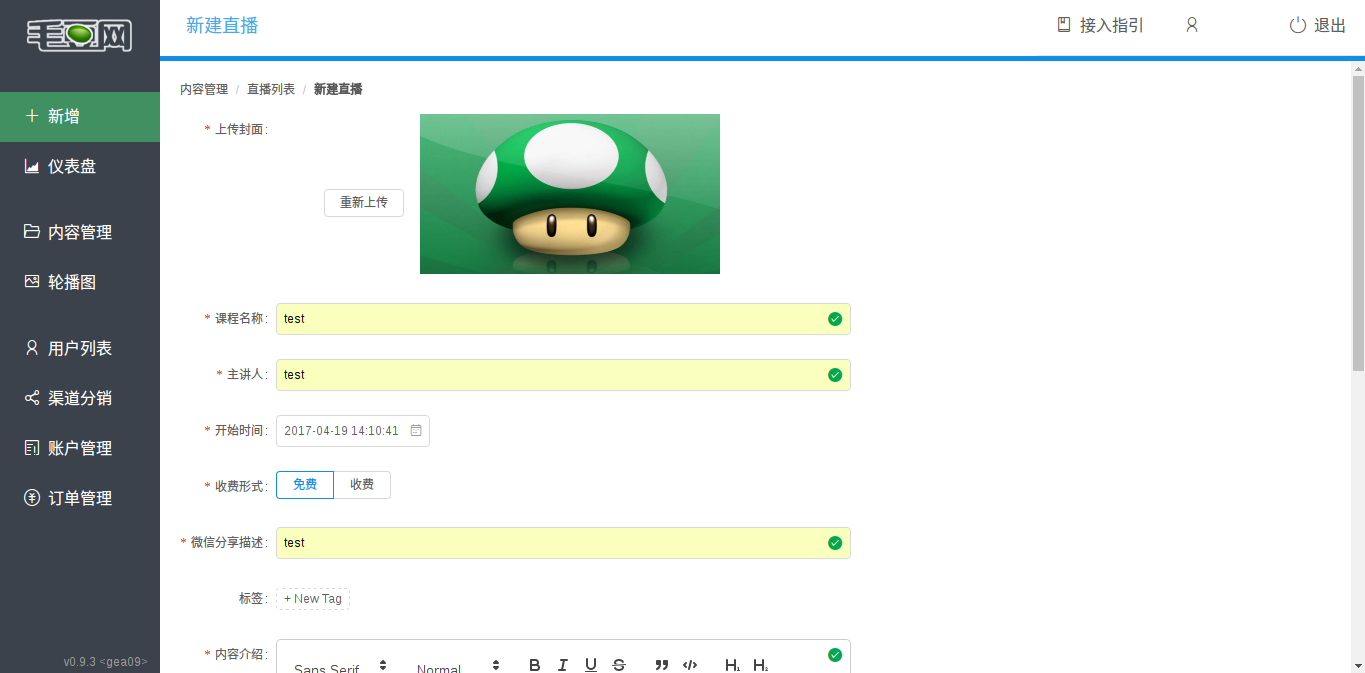 毛豆网
新建直播
接入指引
退出
新增
仪表盘
内容管理
轮播图
用户列表
渠道分销
账户管理
订单管理
v0.9.3 <gea09>
内容管理 / 直播列表 / 新建直播
* 上传封面:
重新上传
* 课程名称: test
* 主讲人: test
* 开始时间: 2017-04-19 14:10:41
* 收费形式: 免费 收费
* 微信分享描述: test
标签: + New Tag
* 内容介绍: Sans Serif Normal B I U S H1 H2